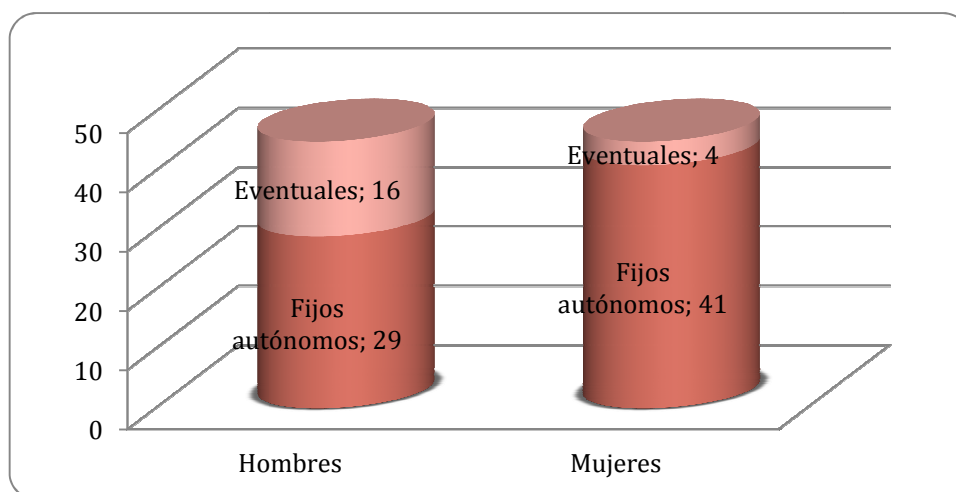 50
40
30
20
10
0
Eventuales; 16
Fijos
autónomos; 29
Eventuales; 4
Fijos
autónomos; 41
Hombres
Mujeres